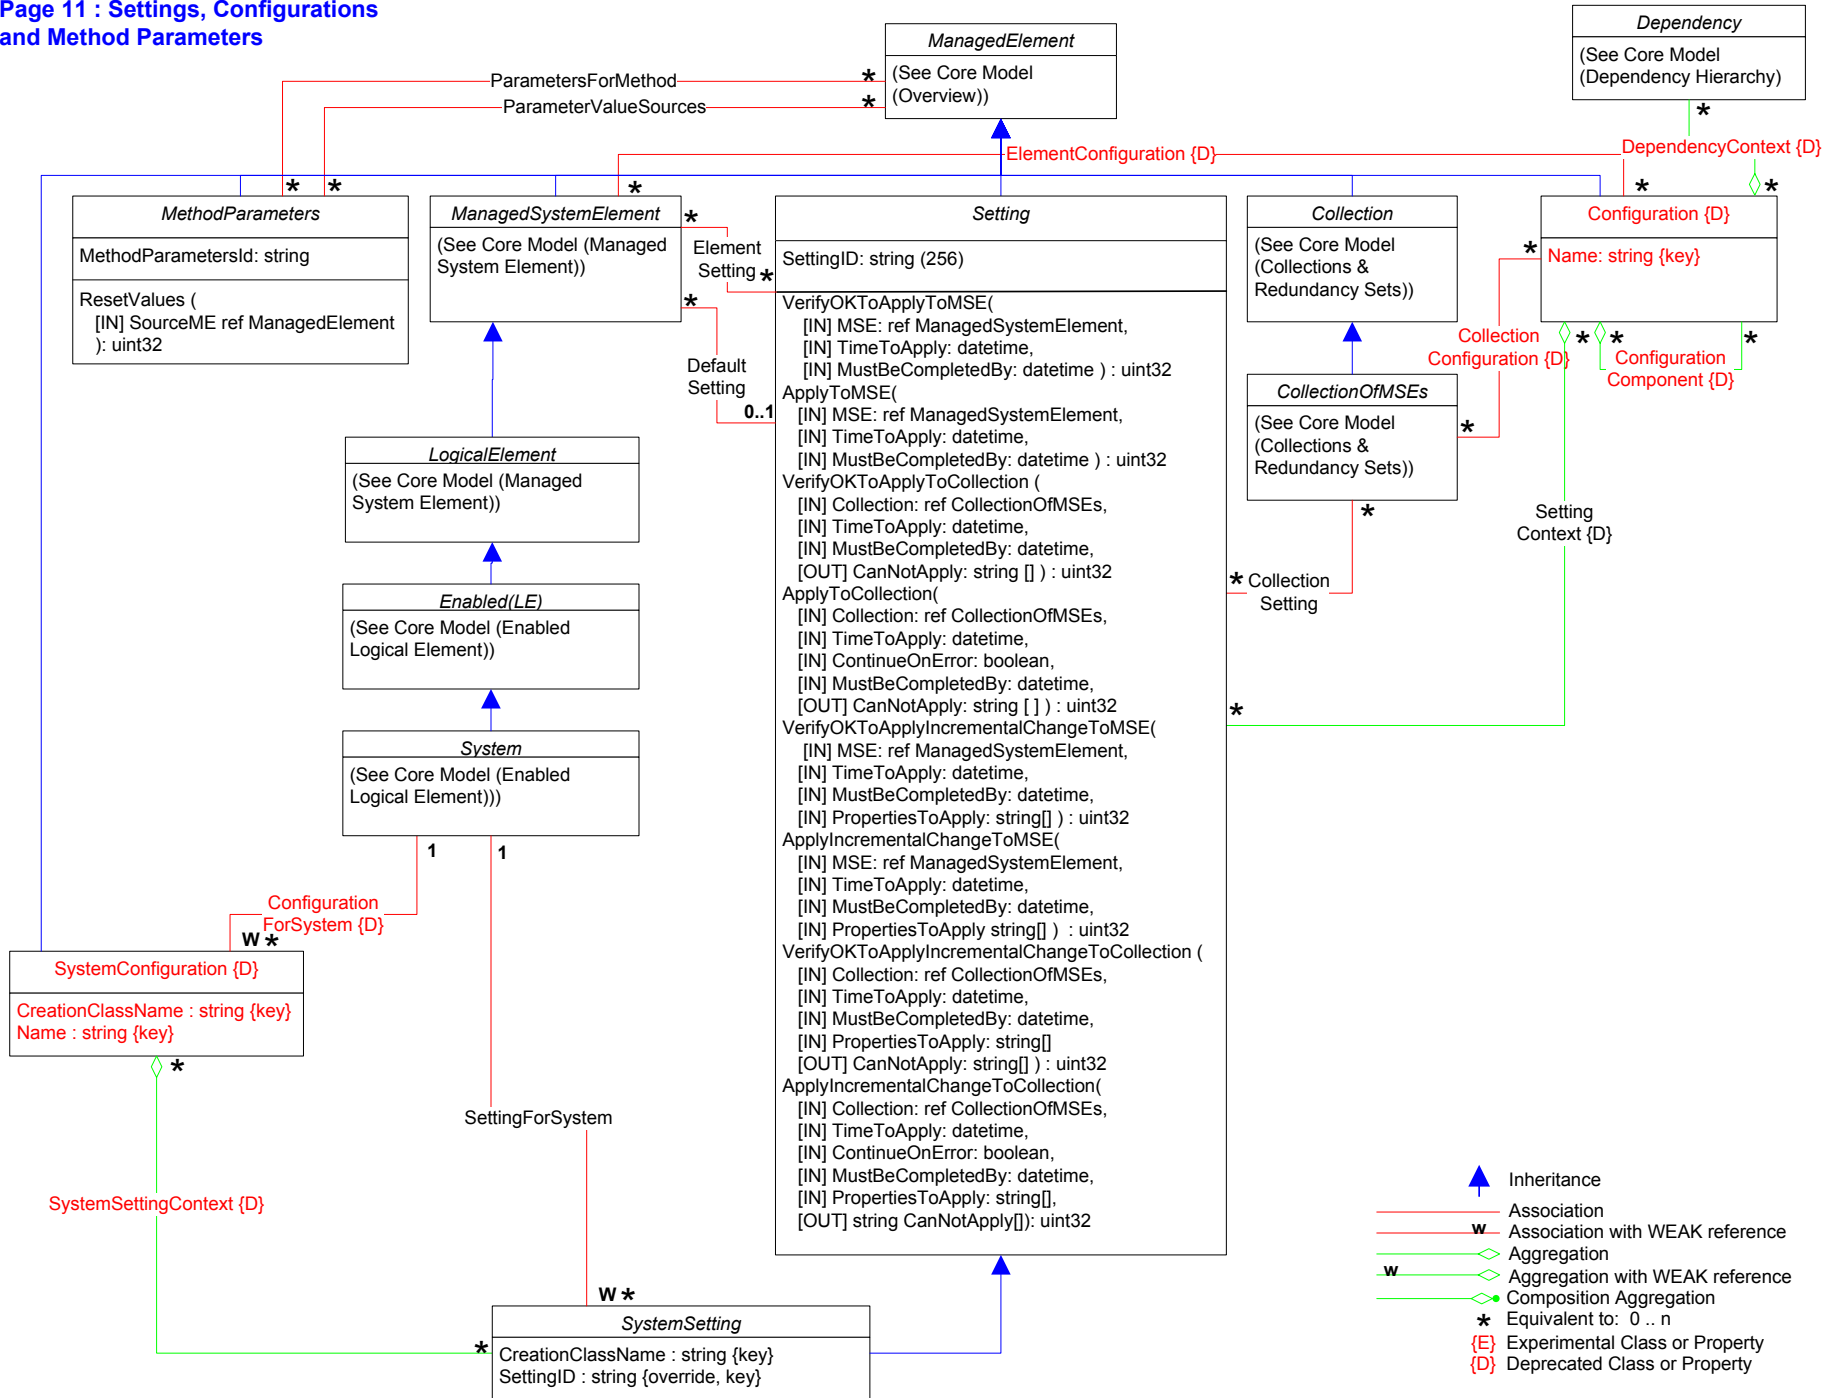 Page 11 : Settings, Configurations
and Method Parameters
ManagedElement
(See Core Model
(Overview))
Dependency
(See Core Model
(Dependency Hierarchy)
ParametersForMethod
*
ParameterValueSources
*
*
ElementConfiguration {D}
DependencyContext {D}
*
*
*
*
*
MethodParameters
MethodParametersId: string
ResetValues (
[IN] SourceME ref ManagedElement
): uint32
ManagedSystemElement
(See Core Model (Managed
System Element))
*
Element
Setting
*
*
Default
Setting
0..1
Setting
SettingID: string (256)
VerifyOKToApplyToMSE(
[IN] MSE: ref ManagedSystemElement,
[IN] TimeToApply: datetime,
[IN] MustBeCompletedBy: datetime ) : uint32
ApplyToMSE(
[IN] MSE: ref ManagedSystemElement,
[IN] TimeToApply: datetime,
[IN] MustBeCompletedBy: datetime ) : uint32
VerifyOKToApplyToCollection (
[IN] Collection: ref CollectionOfMSEs,
[IN] TimeToApply: datetime,
[IN] MustBeCompletedBy: datetime,
[OUT] CanNotApply: string [] ) : uint32
ApplyToCollection(
[IN] Collection: ref CollectionOfMSEs,
[IN] TimeToApply: datetime,
[IN] ContinueOnError: boolean,
[IN] MustBeCompletedBy: datetime,
[OUT] CanNotApply: string [ ] ) : uint32
VerifyOKToApplyIncrementalChangeToMSE(
[IN] MSE: ref ManagedSystemElement,
[IN] TimeToApply: datetime,
[IN] MustBeCompletedBy: datetime,
[IN] PropertiesToApply: string[] ) : uint32
ApplyIncrementalChangeToMSE(
[IN] MSE: ref ManagedSystemElement,
[IN] TimeToApply: datetime,
[IN] MustBeCompletedBy: datetime,
[IN] PropertiesToApply string[] ) : uint32
VerifyOKToApplyIncrementalChangeToCollection (
[IN] Collection: ref CollectionOfMSEs,
[IN] TimeToApply: datetime,
[IN] MustBeCompletedBy: datetime,
[IN] PropertiesToApply: string[]
[OUT] CanNotApply: string[] ) : uint32
ApplyIncrementalChangeToCollection(
[IN] Collection: ref CollectionOfMSEs,
[IN] TimeToApply: datetime,
[IN] ContinueOnError: boolean,
[IN] MustBeCompletedBy: datetime,
[IN] PropertiesToApply: string[],
[OUT] string CanNotApply[]): uint32
Collection
(See Core Model
(Collections &
Redundancy Sets))
Configuration {D}
Name: string {key}
*
Collection
Configuration {D}
*
*
*
Configuration
Component {D}
CollectionOfMSEs
(See Core Model
(Collections &
Redundancy Sets))
*
*
Setting
Context {D}
*
Collection
Setting
*
LogicalElement
(See Core Model (Managed
System Element))
Enabled(LE)
(See Core Model (Enabled
Logical Element))
System
(See Core Model (Enabled
Logical Element)))
1
1
Configuration
ForSystem {D}
W *
SystemConfiguration {D}
CreationClassName : string {key}
Name : string {key}
*
SettingForSystem
SystemSettingContext {D}
W *
*
SystemSetting
CreationClassName : string {key}
SettingID : string {override, key}
Inheritance
Association
w Association with WEAK reference
Aggregation
w Aggregation with WEAK reference
Composition Aggregation
* Equivalent to: 0 .. n
{E} Experimental Class or Property
{D} Deprecated Class or Property